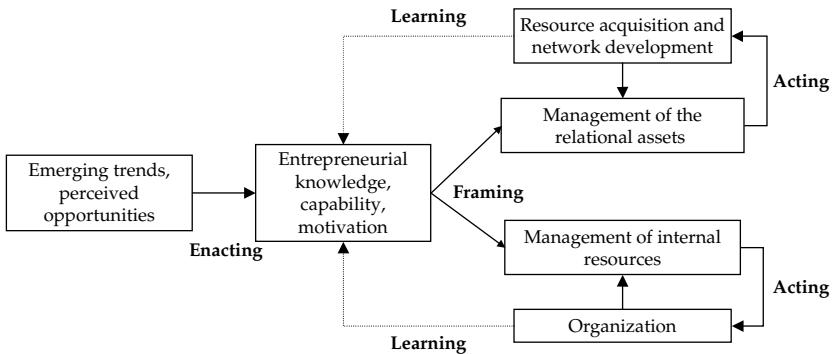 Learning
Resource acquisition and
network development
Acting
Management of the
relational assets
Emerging trends,
perceived
opportunities
Entrepreneurial
knowledge,
capability,
motivation
Framing
Enacting
Management of internal
resources
Acting
Organization
Learning